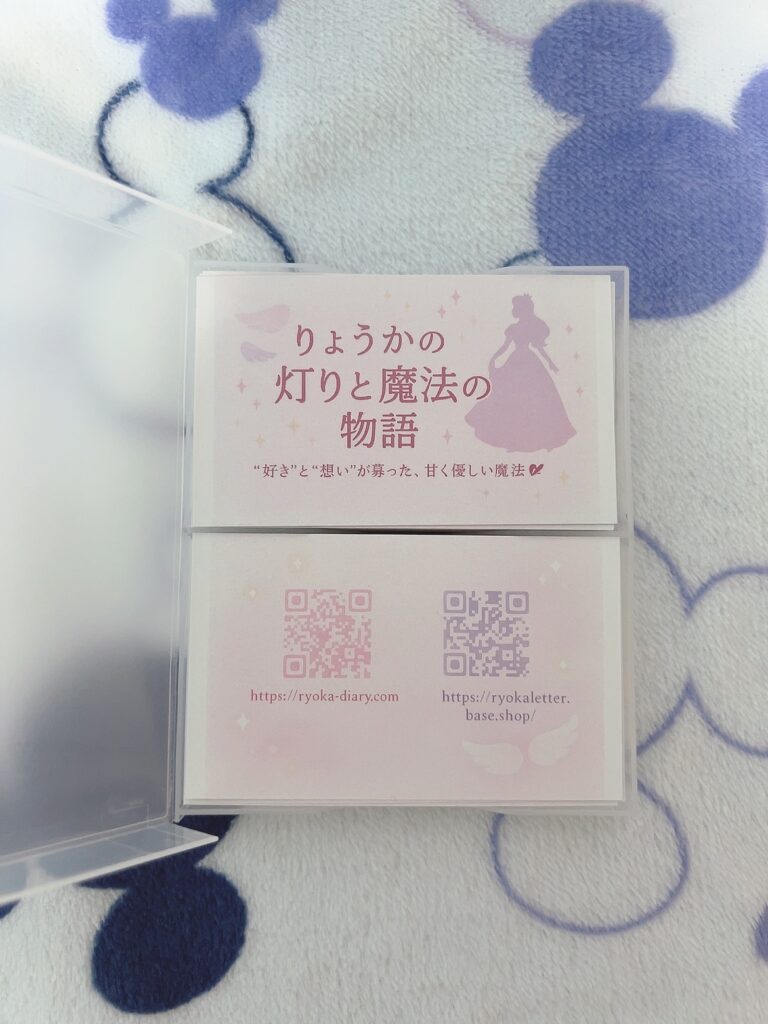 りょうかの
灯りと魔法の
物語
“好き”と“想い”が募った、甘く優しい魔法
https://ryoka-diary.com
https://ryokaletter.
base.shop/